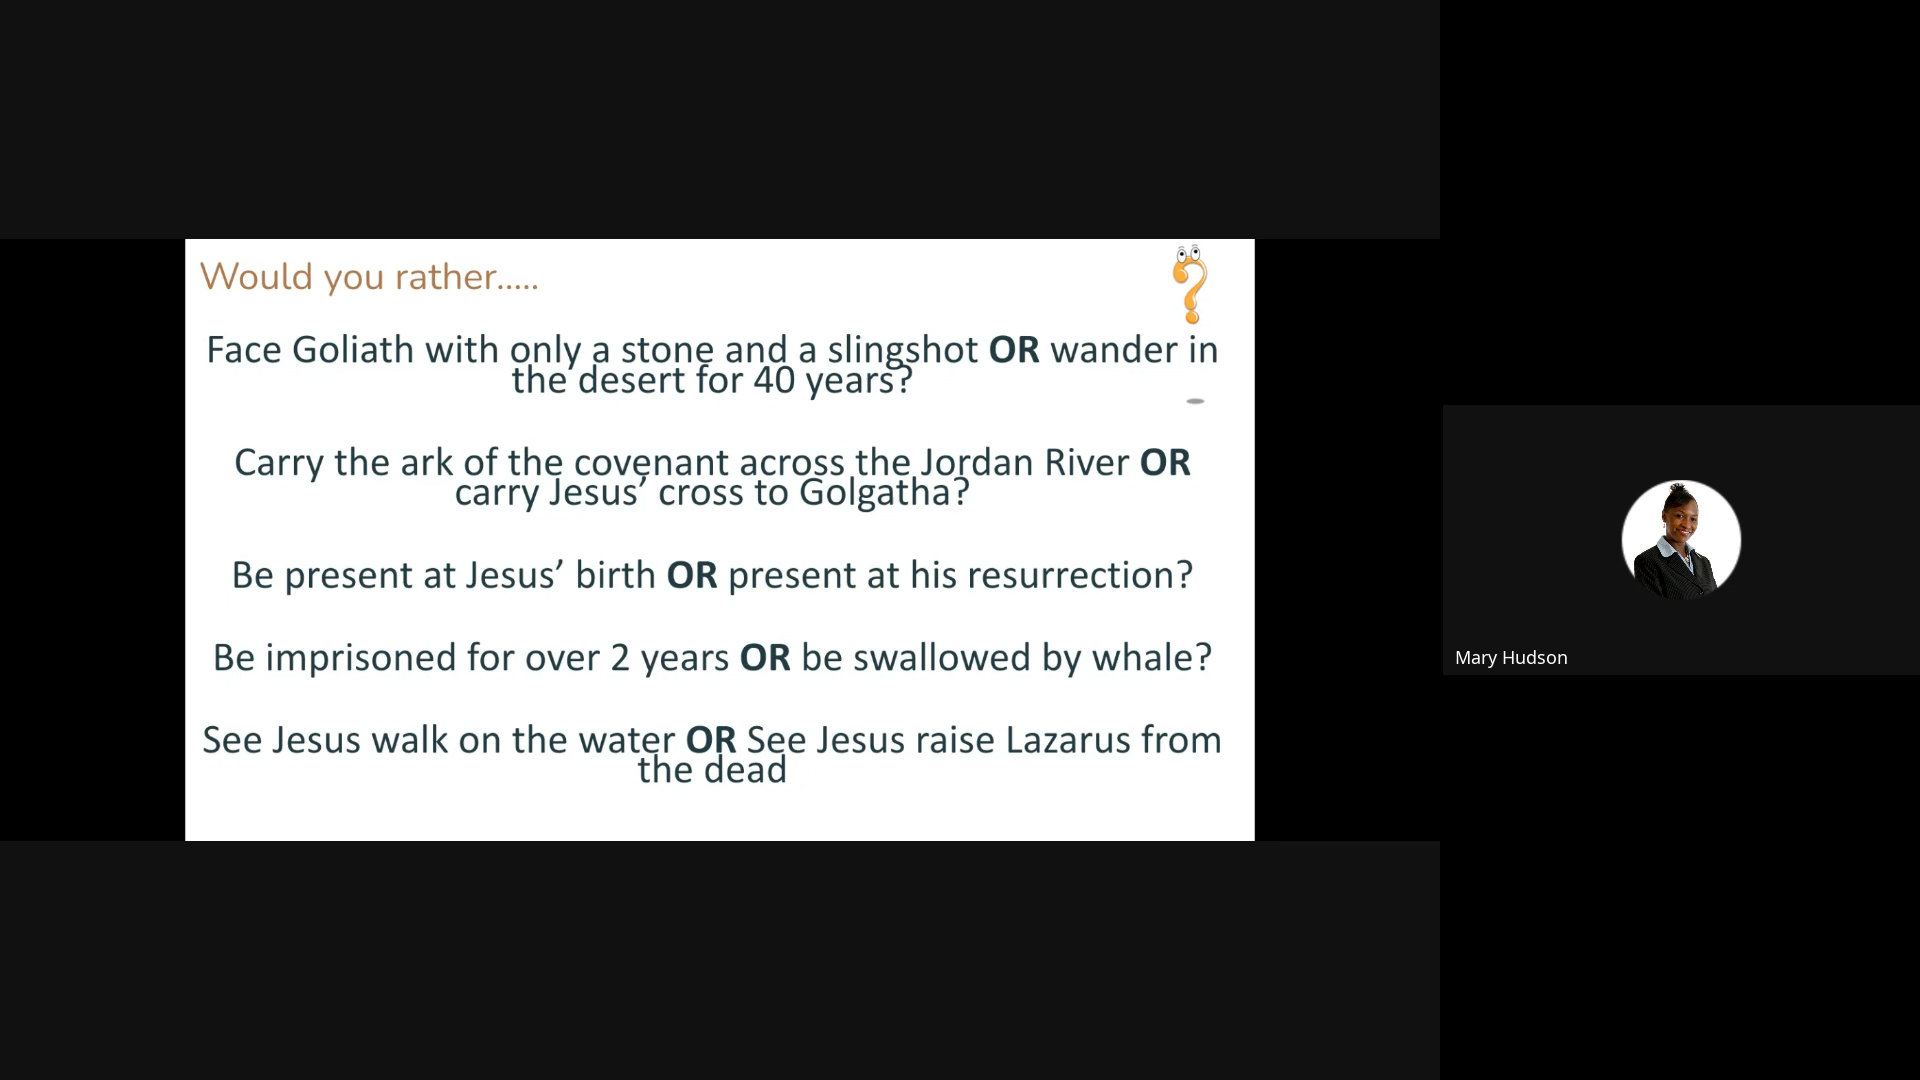 Would you rather.....
Face Goliath with only a stone and a slingshot OR wander in
the desert for 40 years?
Carry the ark of the covenant across the Jordan River OR
carry Jesus’ cross to Golgatha?
Be present at Jesus’ birth OR present at his resurrection?
Be imprisoned for over 2 years OR be swallowed by whale?
See Jesus walk on the water OR See Jesus raise Lazarus from
the dead
Mary Hudson